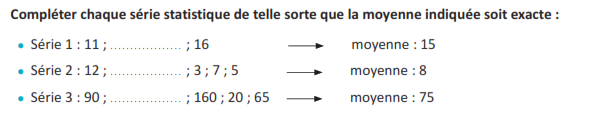 Compléter chaque série statistique de telle sorte que la moyenne indiquée soit exacte :
• Série 1 : 11 ; ................... ; 16 → moyenne : 15
• Série 2 : 12 ; ................... ; 3 ; 7 ; 5 → moyenne : 8
• Série 3 : 90 ; ................... ; 160 ; 20 ; 65 → moyenne : 75